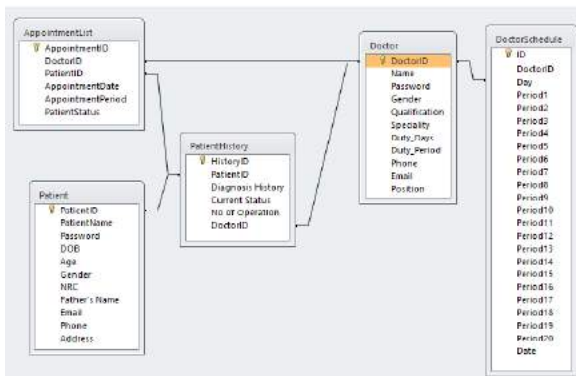 AppointmentList
AppointmentID
DoctorID
PatientID
AppointmentDate
AppointmentPeriod
PatientStatus
Patient
PatientID
PatientName
Password
DOB
Age
Gender
NRC
Father's Name
Email
Phone
Address
PatientHistory
HistoryID
PatientID
Diagnosis History
Current Status
No of Operation
DoctorID
Doctor
DoctorID
Name
Password
Gender
Qualification
Speciality
Duty_Days
Duty_Period
Phone
Email
Position
DoctorSchedule
ID
DoctorID
Day
Period1
Period2
Period3
Period4
Period5
Period6
Period7
Period8
Period9
Period10
Period11
Period12
Period13
Period14
Period15
Period16
Period17
Period18
Period19
Period20
Date